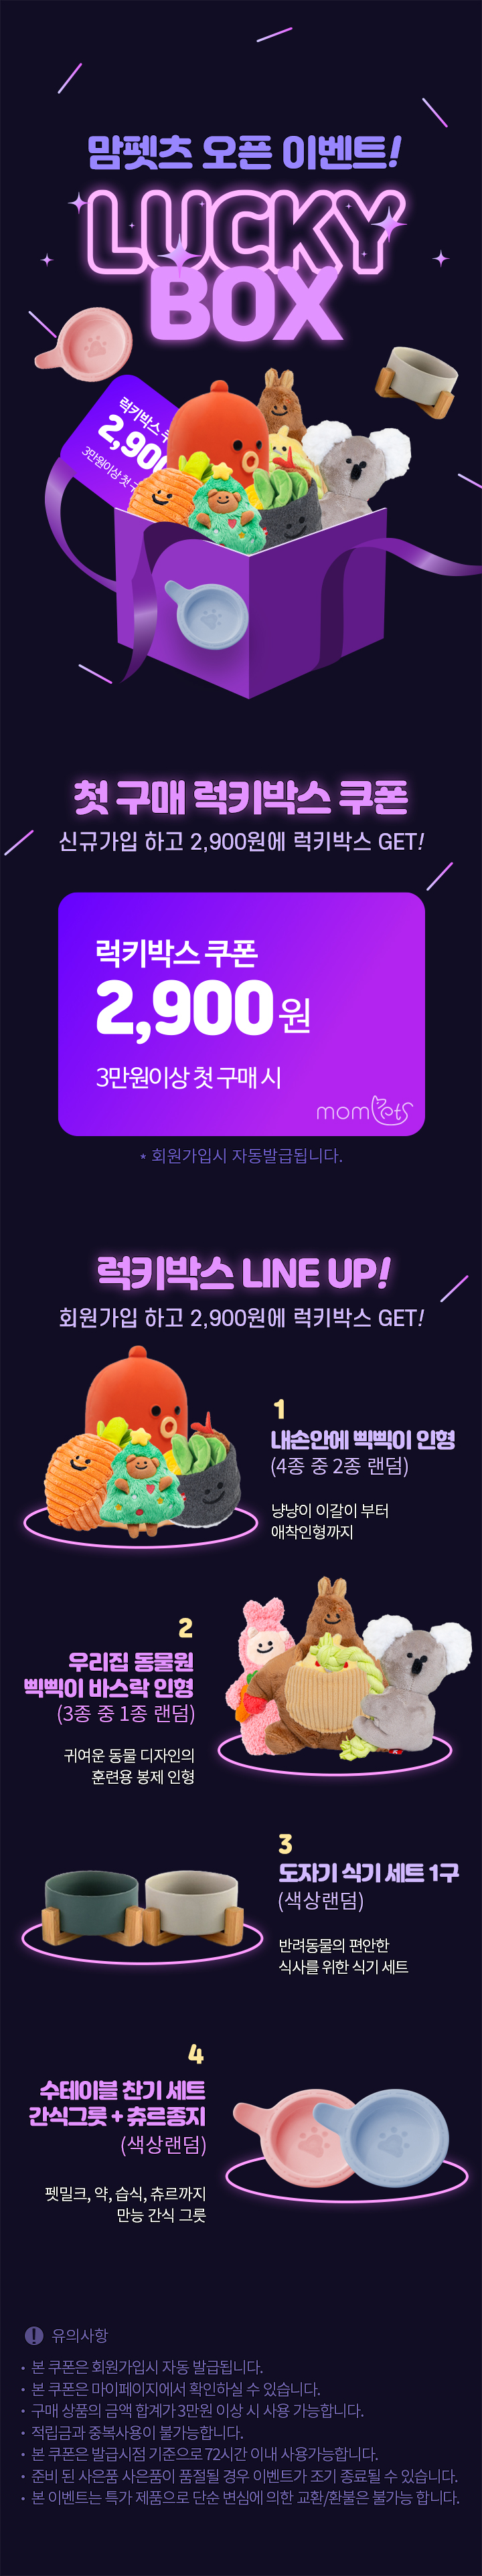 맘펫츠 오픈 이벤트!
LUCKY
BOX
럭키박스 쿠
2,90
3만원이상 첫 구
첫 구매 럭키박스 쿠폰
신규가입 하고 2,900원에 럭키박스 GET!
럭키박스 쿠폰
2,900원
3만원이상 첫 구매 시
momPets
* 회원가입시 자동발급됩니다.
럭키박스 LINE UP!
회원가입 하고 2,900원에 럭키박스 GET!
1
내손안에 삑삑이 인형
(4종 중 2종 랜덤)
냥냥이 이갈이 부터
애착인형까지
2
우리집 동물원
삑삑이 바스락 인형
(3종 중 1종 랜덤)
귀여운 동물 디자인의
훈련용 봉제 인형
3
도자기 식기 세트 1구
(색상랜덤)
반려동물의 편안한
식사를 위한 식기 세트
4
수테이블 찬기 세트
간식그릇 + 츄르종지
(색상랜덤)
펫밀크, 약, 습식, 츄르까지
만능 간식 그릇
! 유의사항
• 본 쿠폰은 회원가입시 자동 발급됩니다.
• 본 쿠폰은 마이페이지에서 확인하실 수 있습니다.
• 구매 상품의 금액 합계가 3만원 이상 시 사용 가능합니다.
• 적립금과 중복사용이 불가능합니다.
• 본 쿠폰은 발급시점 기준으로 72시간 이내 사용가능합니다.
• 준비 된 사은품 사은품이 품절될 경우 이벤트가 조기 종료될 수 있습니다.
• 본 이벤트는 특가 제품으로 단순 변심에 의한 교환/환불은 불가능 합니다.